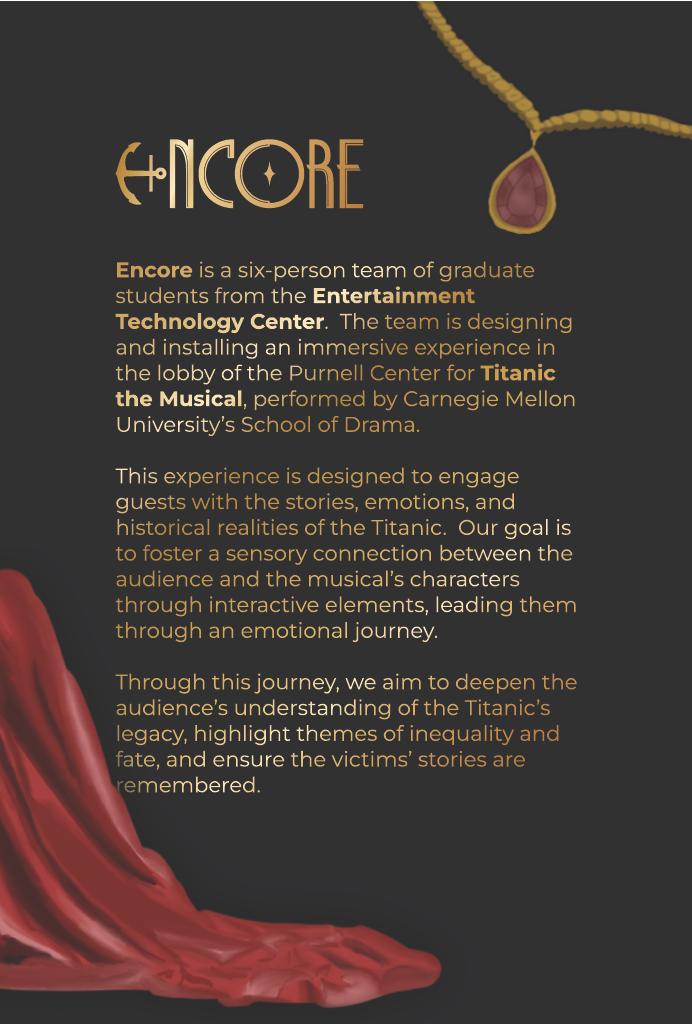 ENCORE
Encore is a six-person team of graduate
students from the Entertainment
Technology Center.  The team is designing
and installing an immersive experience in
the lobby of the Purnell Center for Titanic
the Musical, performed by Carnegie Mellon
University’s School of Drama.
This experience is designed to engage
guests with the stories, emotions, and
historical realities of the Titanic.  Our goal is
to foster a sensory connection between the
audience and the musical’s characters
through interactive elements, leading them
through an emotional journey.
Through this journey, we aim to deepen the
audience’s understanding of the Titanic’s
legacy, highlight themes of inequality and
fate, and ensure the victims’ stories are
remembered.